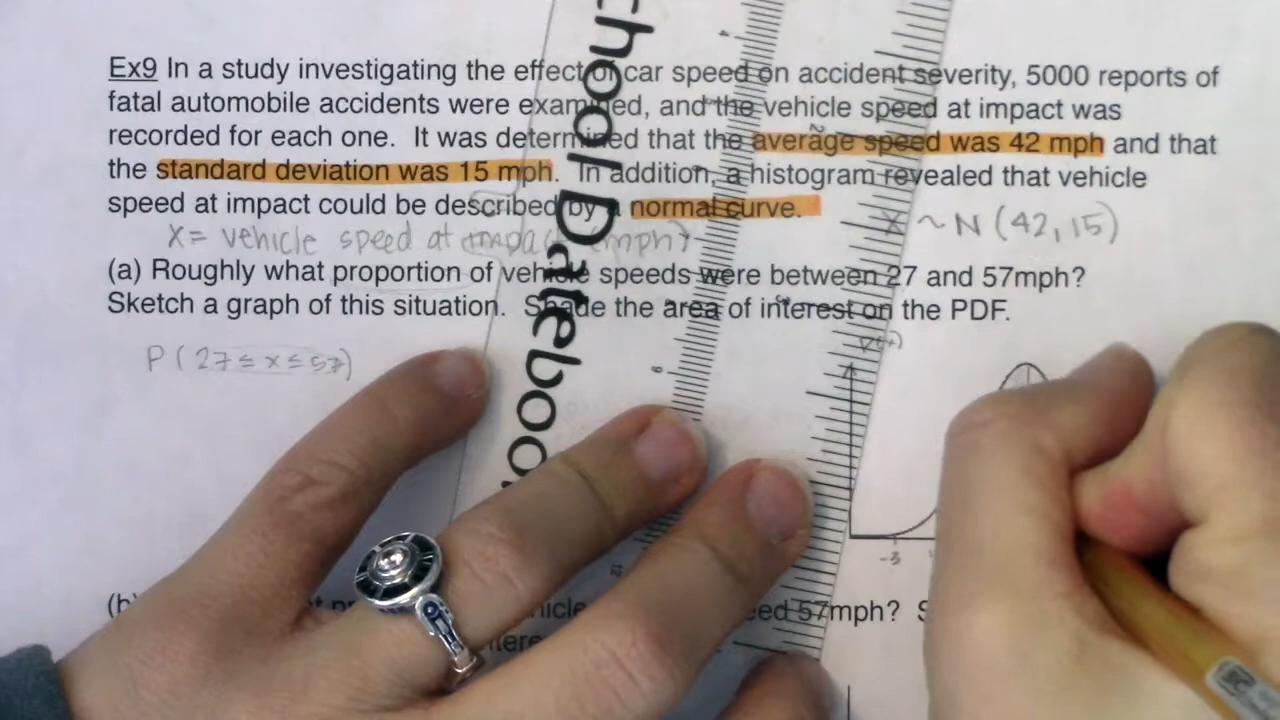 Ex9 In a study investigating the effect of car speed on accident severity, 5000 reports of
fatal automobile accidents were examined, and the vehicle speed at impact was
recorded for each one. It was determined that the average speed was 42 mph and that
the standard deviation was 15 mph. In addition, a histogram revealed that vehicle
speed at impact could be described by a normal curve. X ~ N (42, 15)
x = vehicle speed at impact (mph)
(a) Roughly what proportion of vehicle speeds were between 27 and 57mph?
Sketch a graph of this situation. Shade the area of interest on the PDF.
P ( 27 ≤ x ≤ 57)
-3
57mph?
chool Datebook